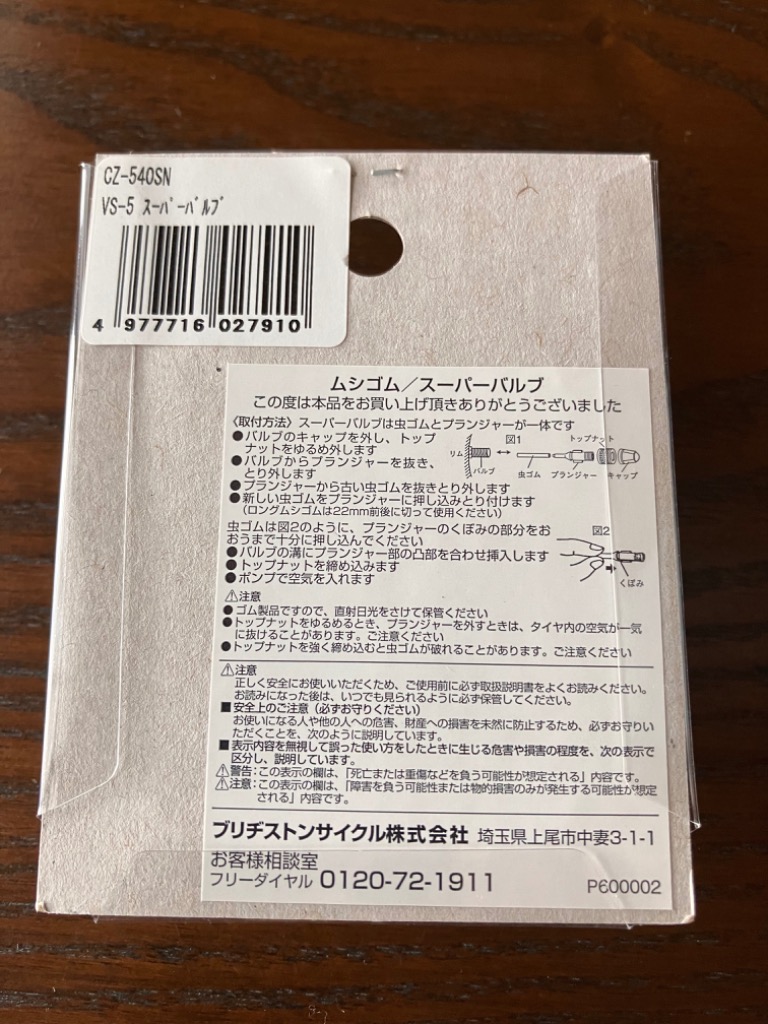 CZ-540SN
VS-5 ｽｰﾊﾟｰﾊﾞﾙﾌﾞ
4 977716 027910
ムシゴム／スーパーバルブ
この度は本品をお買い上げ頂きありがとうございました
〈取付方法〉スーパーバルブは虫ゴムとプランジャーが一体です
●バルブのキャップを外し、トップ
ナットをゆるめ外します
●バルブからプランジャーを抜き、
とり外します
図1
トップナット
リム
バルブ
虫ゴム
プランジャー
キャップ
●プランジャーから古い虫ゴムを抜きとり外します
●新しい虫ゴムをプランジャーに押し込みとり付けます
（ロングムシゴムは22mm前後に切って使用ください）
虫ゴムは図2のように、プランジャーのくぼみの部分をお
おうまで十分に押し込んでください
●バルブの溝にプランジャー部の凸部を合わせ挿入します
●トップナットを締め込みます
●ポンプで空気を入れます
図2
くぼみ
⚠注意
●ゴム製品ですので、直射日光をさけて保管ください
●トップナットをゆるめるとき、プランジャーを外すときは、タイヤ内の空気が一気
に抜けることがあります。ご注意ください
●トップナットを強く締め込むと虫ゴムが破れることがあります。ご注意ください
⚠注意
正しく安全にお使いいただくため、ご使用前に必ず取扱説明書をよくお読みください。
お読みになった後は、いつでも見られるように必ず保管してください。
■安全上のご注意（必ずお守りください）
お使いになる人や他の人への危害、財産への損害を未然に防止するため、必ずお守りい
ただくことを、次のように説明しています。
■表示内容を無視して誤った使い方をしたときに生じる危害や損害の程度を、次の表示で
区分し、説明しています。
⚠警告：この表示の欄は、「死亡または重傷などを負う可能性が想定される」内容です。
⚠注意：この表示の欄は、「障害を負う可能性または物的損害のみが発生する可能性が想定
される」内容です。
ブリヂストンサイクル株式会社 埼玉県上尾市中妻3-1-1
お客様相談室
フリーダイヤル 0120-72-1911
P600002